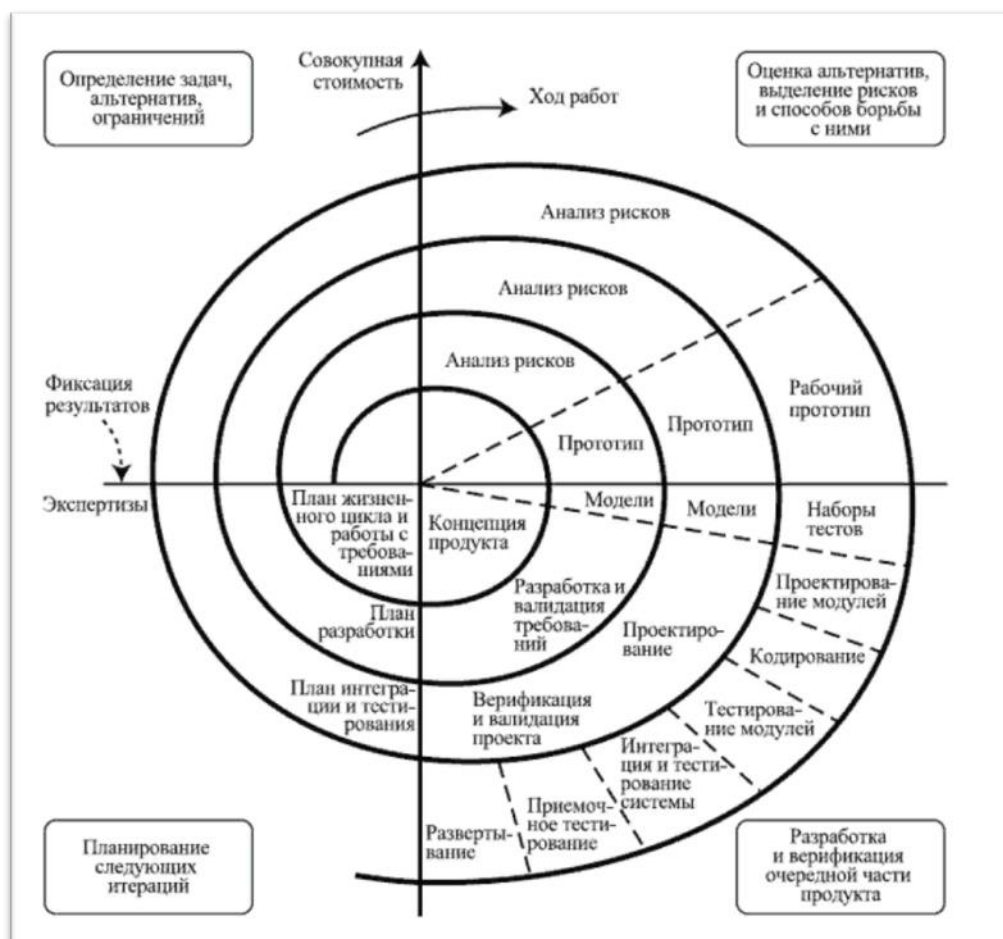 Определение задач,
альтернатив,
ограничений
Совокупная
стоимость
Ход работ
Оценка альтернатив,
выделение рисков
и способов борьбы
с ними
Анализ рисков
Анализ рисков
Анализ рисков
Фиксация
результатов
Экспертизы
Прототип
Прототип
Рабочий
прототип
План жизнен-
ного цикла и
работы с
требова-
ниями
Концепция
продукта
Модели
Модели
Наборы
тестов
План
разработки
Разработка и
валидация
требова-
ний
Проектиро-
вание
Проектирова-
ние модулей
Кодирование
Тестирова-
ние модулей
План интегра-
ции и тести-
рования
Верификация
и валидация
проекта
Интегра-
ция и тести-
рование
системы
Приемоч-
ное тести-
рование
Разверты-
вание
Планирование
следующих
итераций
Разработка
и верификация
очередной части
продукта